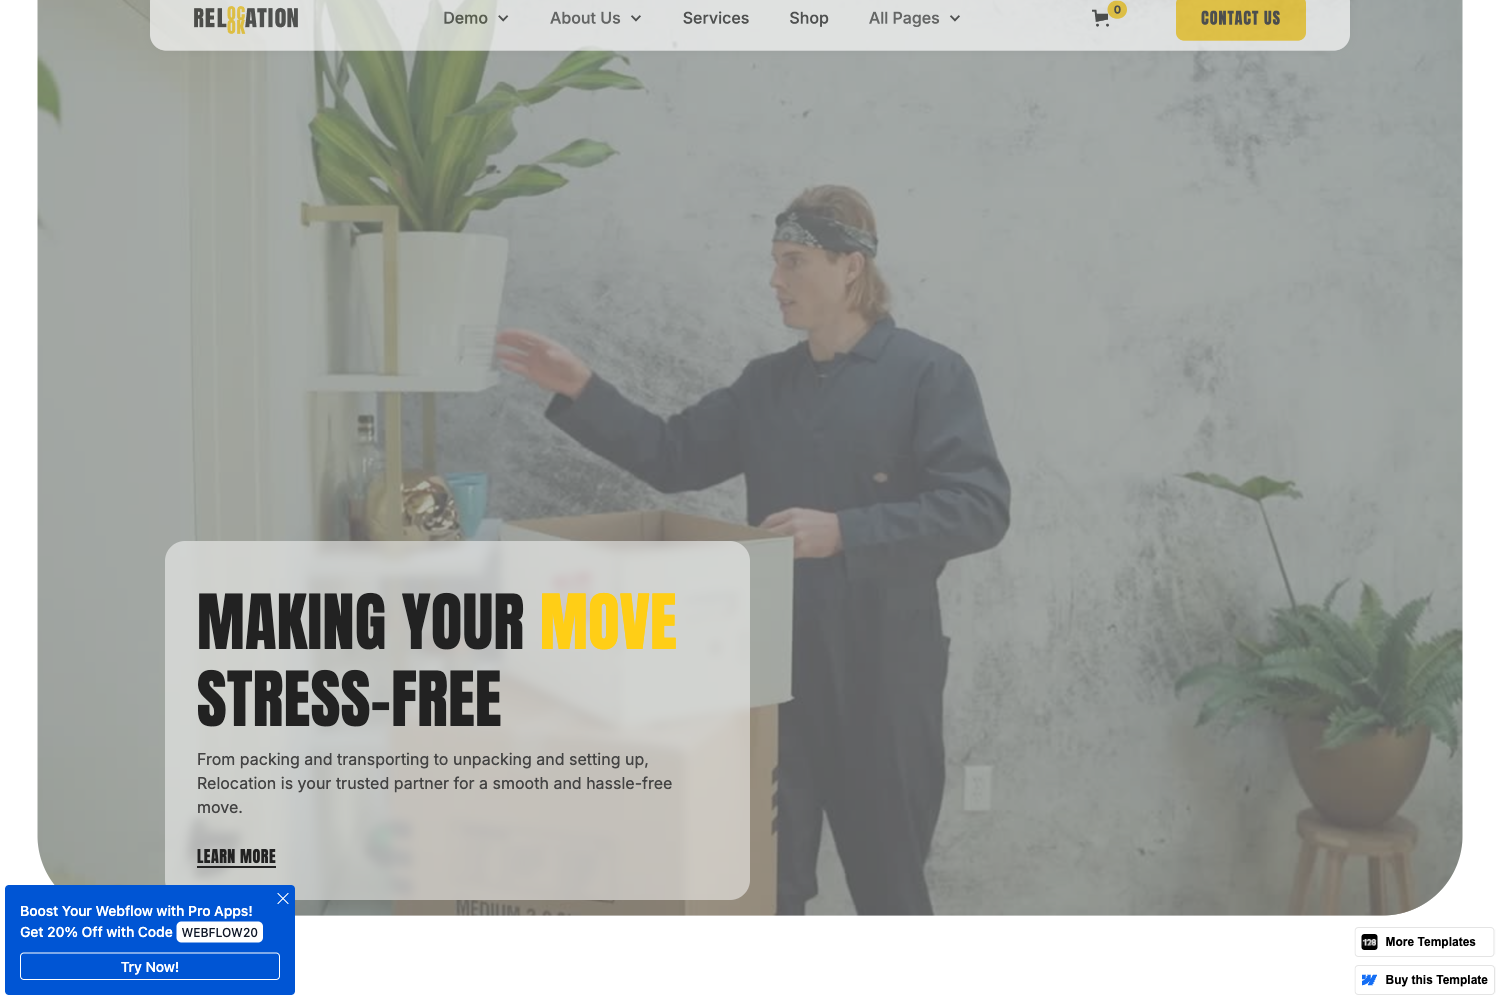 RELOCATION
Demo
About Us
Services
Shop
All Pages
0
CONTACT US
MAKING YOUR MOVE
STRESS-FREE
From packing and transporting to unpacking and setting up,
Relocation is your trusted partner for a smooth and hassle-free
move.
LEARN MORE
Boost Your Webflow with Pro Apps!
Get 20% Off with Code WEBFLOW20
Try Now!
128 More Templates
Buy this Template